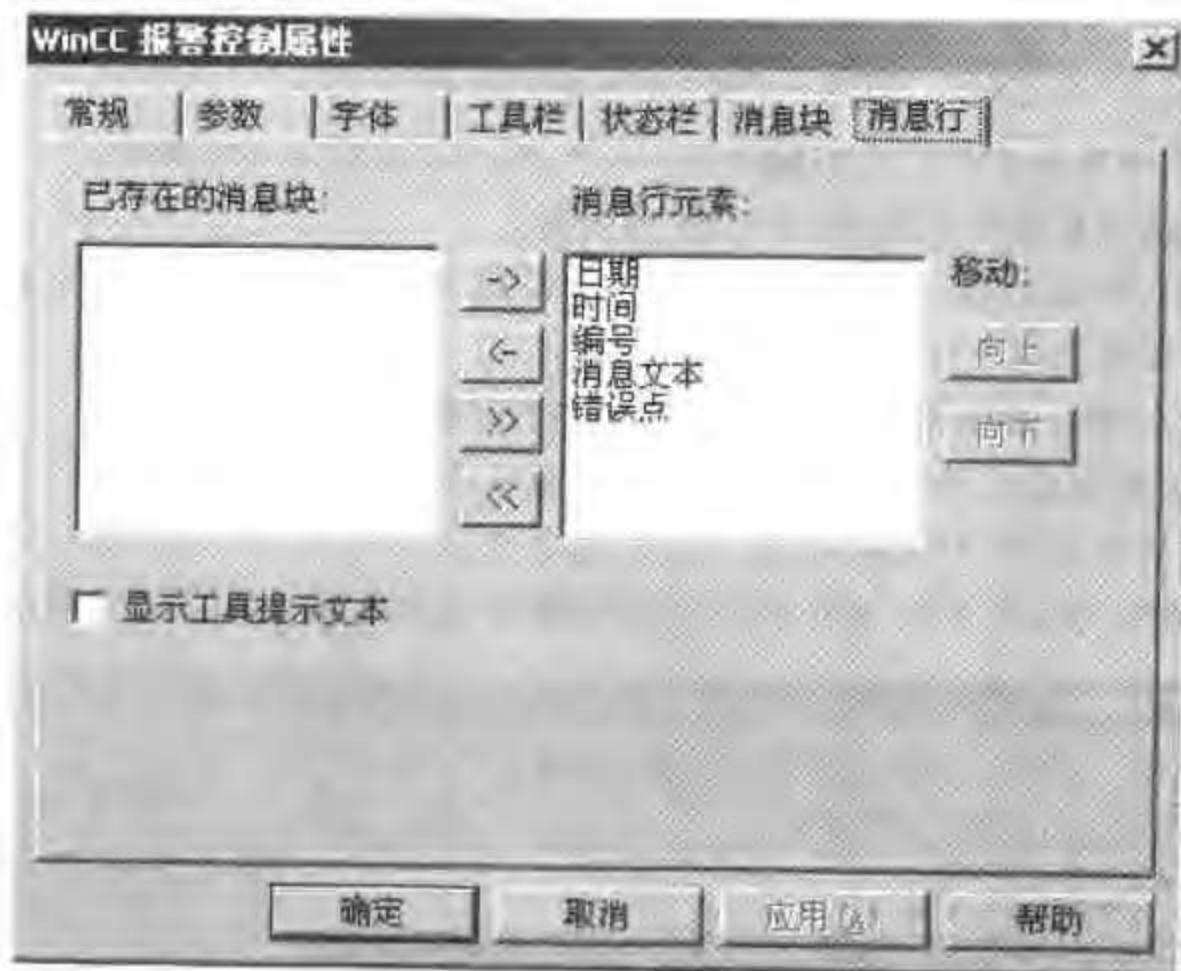 WinCC 报警控制属性
常规 参数 字体 工具栏 状态栏 消息块 消息行
已存在的消息块:
消息行元素:
->
<-
>>
<<
日期
时间
编号
消息文本
错误点
移动:
向上
向下
显示工具提示文本
确定 取消 应用(A) 帮助